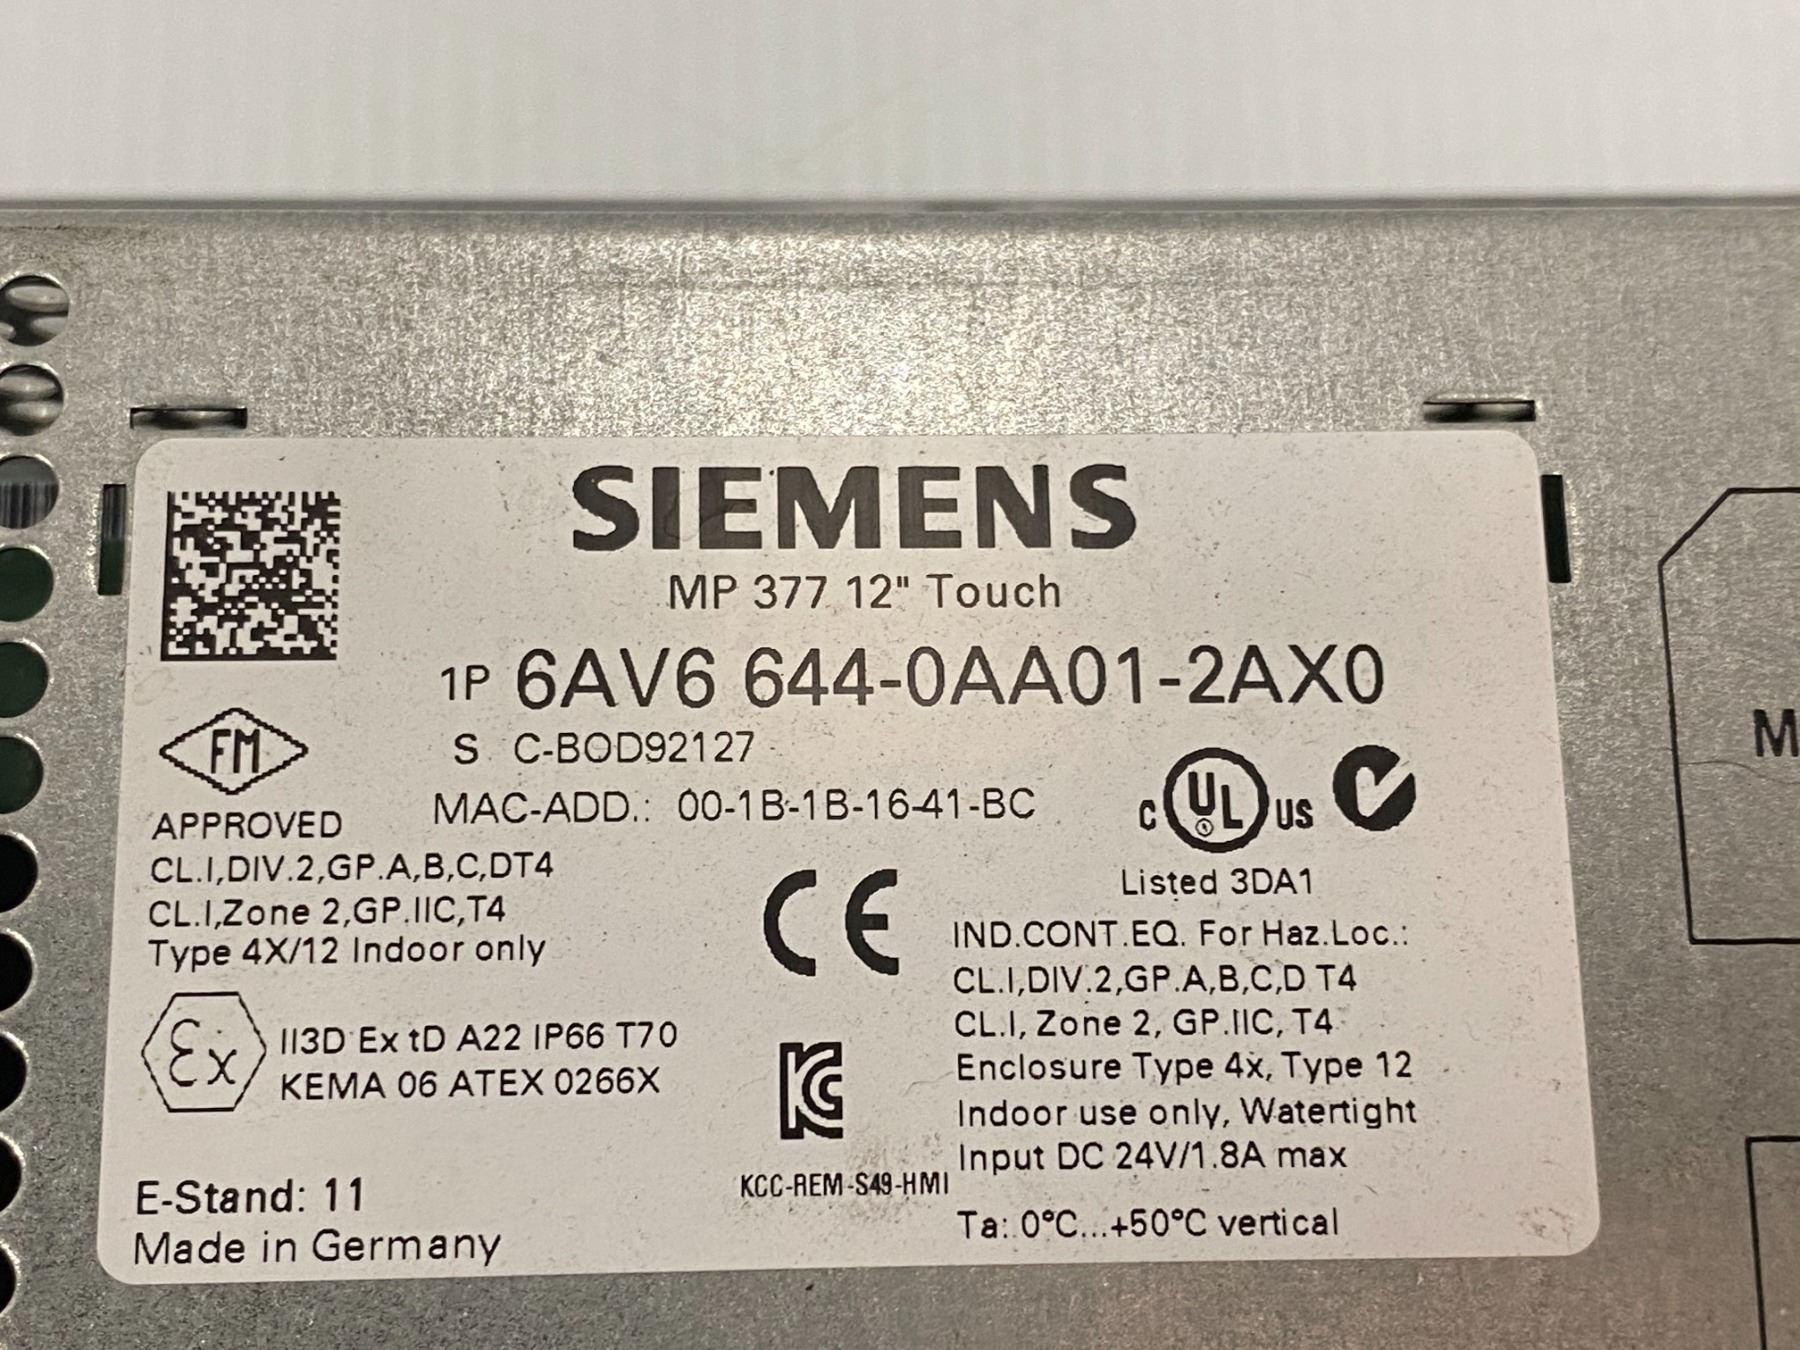 SIEMENS
MP 377 12" Touch
1P 6AV6 644-0AA01-2AX0
S C-BOD92127
MAC-ADD.: 00-1B-1B-16-41-BC
FM
APPROVED
CL.I,DIV.2,GP.A,B,C,DT4
CL.I,Zone 2,GP.IIC,T4
Type 4X/12 Indoor only
Ex
II3D Ex tD A22 IP66 T70
KEMA 06 ATEX 0266X
E-Stand: 11
Made in Germany
CE
KCC-REM-S49-HMI
C UL US
Listed 3DA1
IND.CONT.EQ. For Haz.Loc.:
CL.I,DIV.2,GP.A,B,C,D T4
CL.I, Zone 2, GP.IIC, T4
Enclosure Type 4x, Type 12
Indoor use only, Watertight
Input DC 24V/1.8A max
Ta: 0°C...+50°C vertical